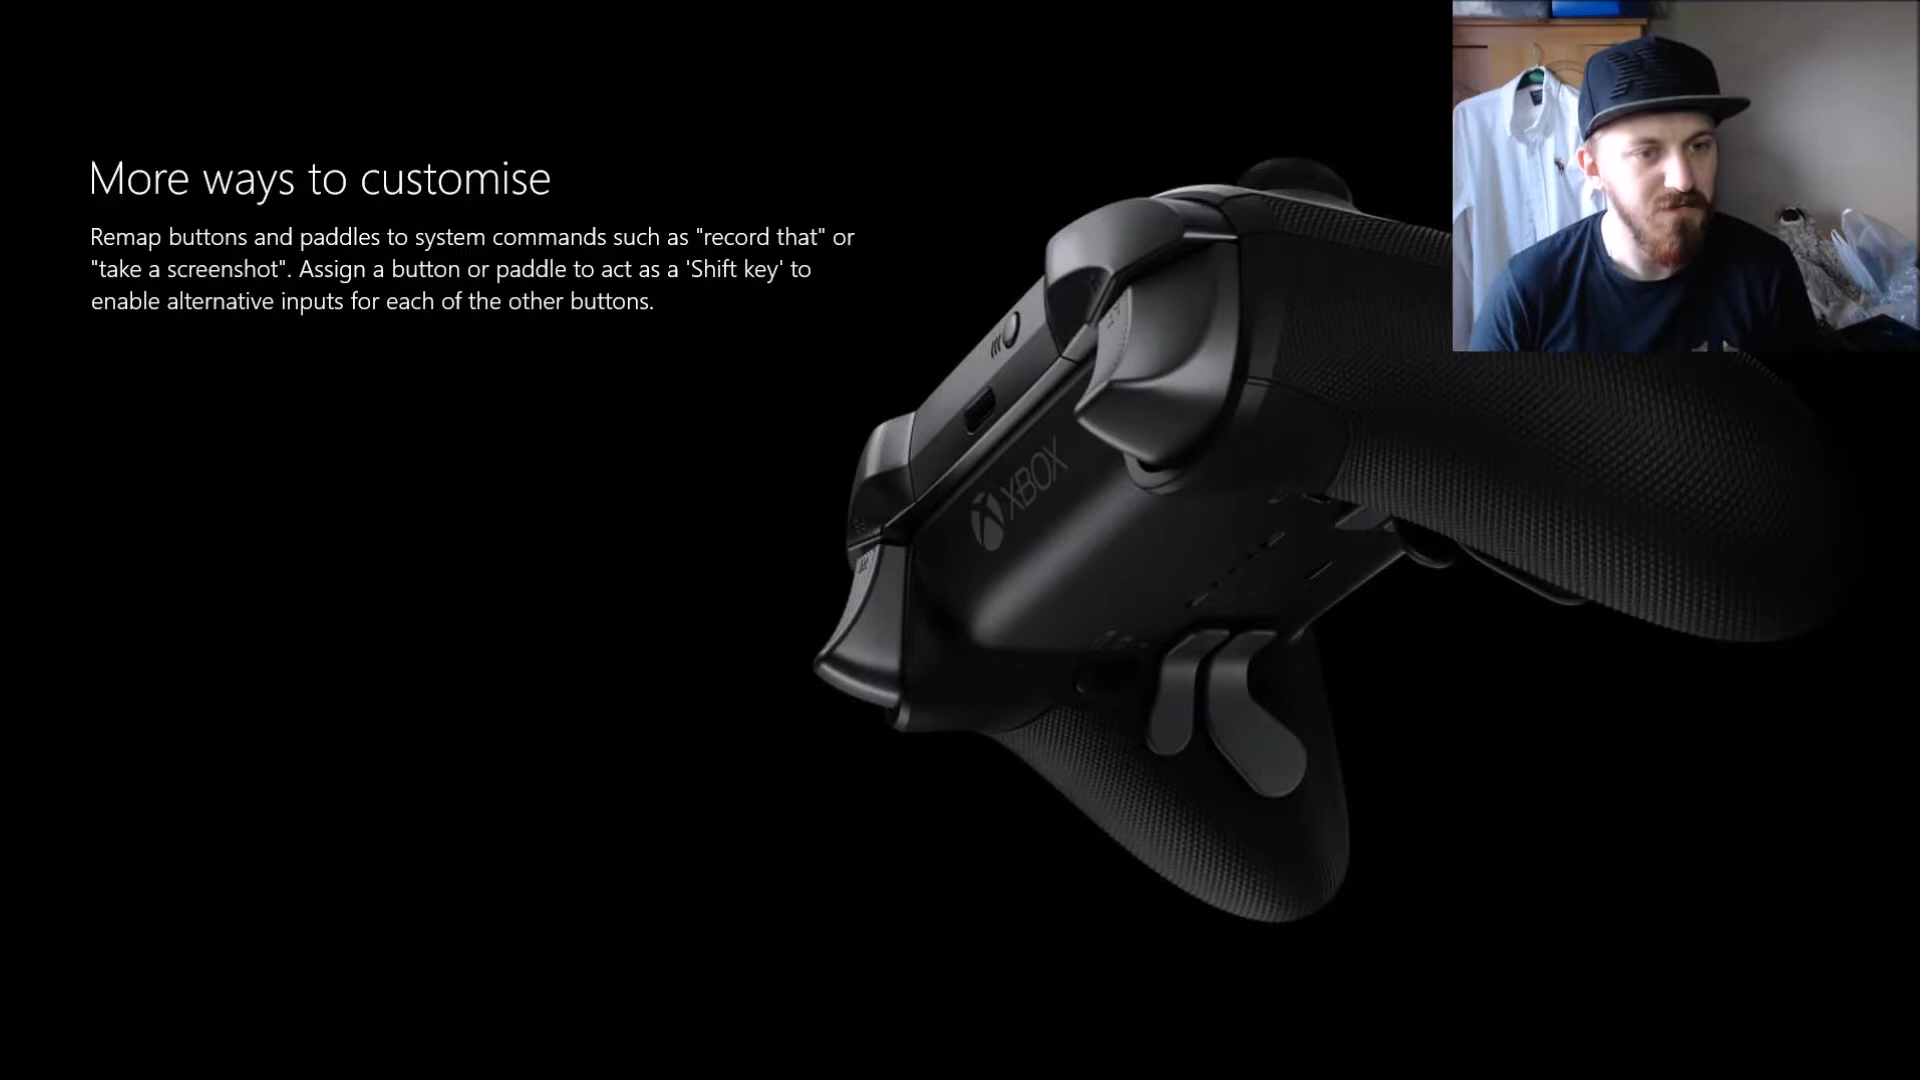 More ways to customise
Remap buttons and paddles to system commands such as "record that" or
"take a screenshot". Assign a button or paddle to act as a 'Shift key' to
enable alternative inputs for each of the other buttons.
XBOX